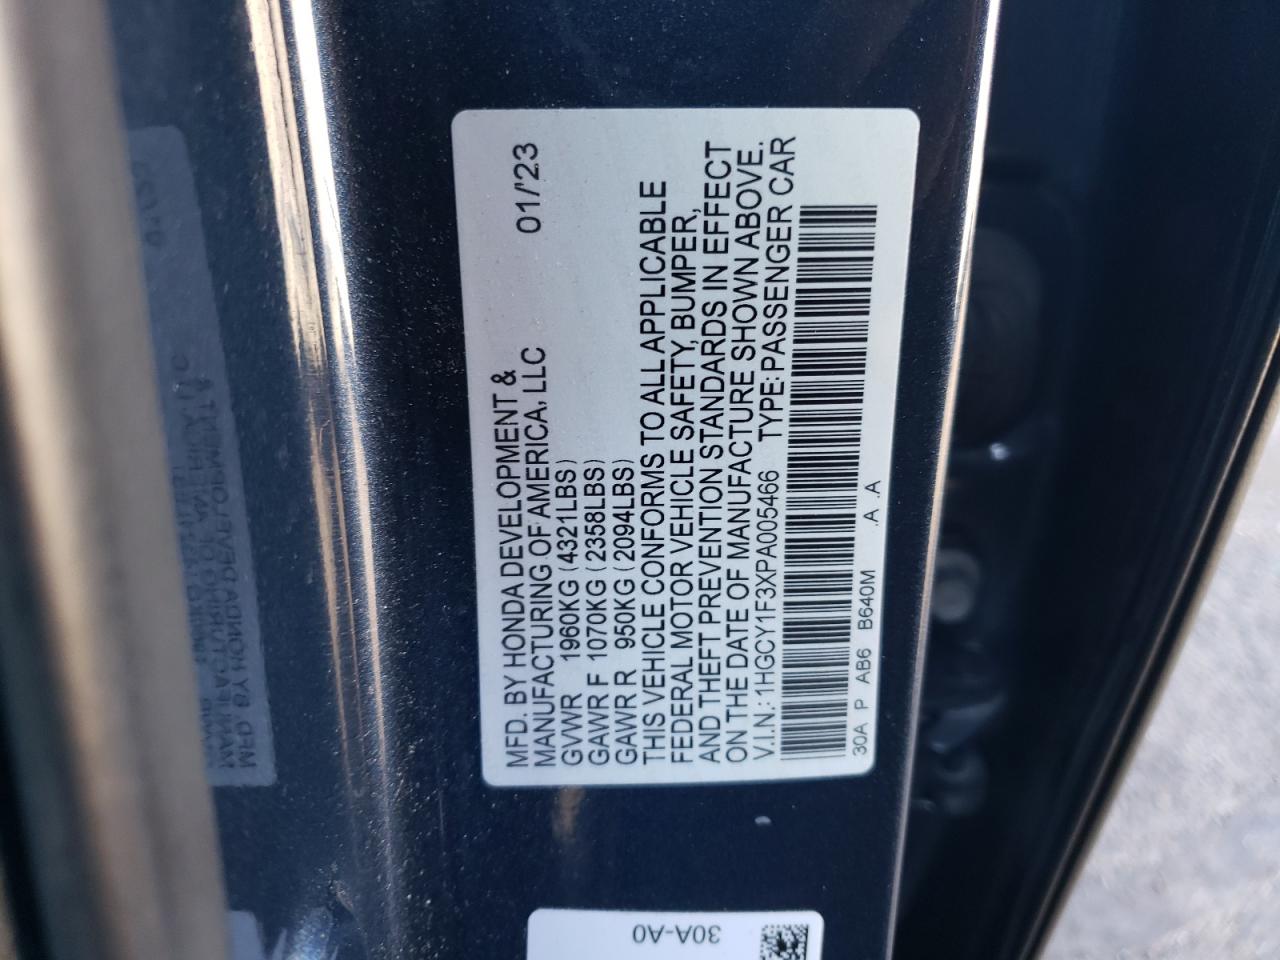 MFD. BY HONDA DEVELOPMENT &
MANUFACTURING OF AMERICA, LLC 01/'23
GVWR 1960KG (4321LBS)
GAWR F 1070KG (2358LBS)
GAWR R 950KG (2094LBS)
THIS VEHICLE CONFORMS TO ALL APPLICABLE
FEDERAL MOTOR VEHICLE SAFETY, BUMPER,
AND THEFT PREVENTION STANDARDS IN EFFECT
ON THE DATE OF MANUFACTURE SHOWN ABOVE.
V.I.N.: 1HGCY1F3XPA005466 TYPE: PASSENGER CAR
30A P AB6 B640M .A .A
30A-A0